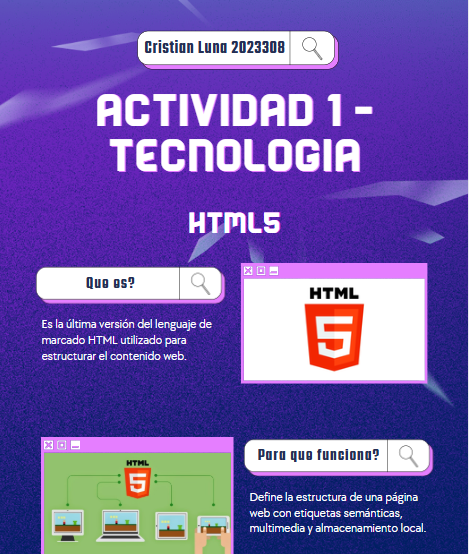 Cristian Luna 2023308
ACTIVIDAD 1 -
TECNOLOGIA
HTML5
Que es?
HTML
5
Es la última versión del lenguaje de
marcado HTML utilizado para
estructurar el contenido web.
HTML
5
Para que funciona?
Define la estructura de una página
web con etiquetas semánticas,
multimedia y almacenamiento local.